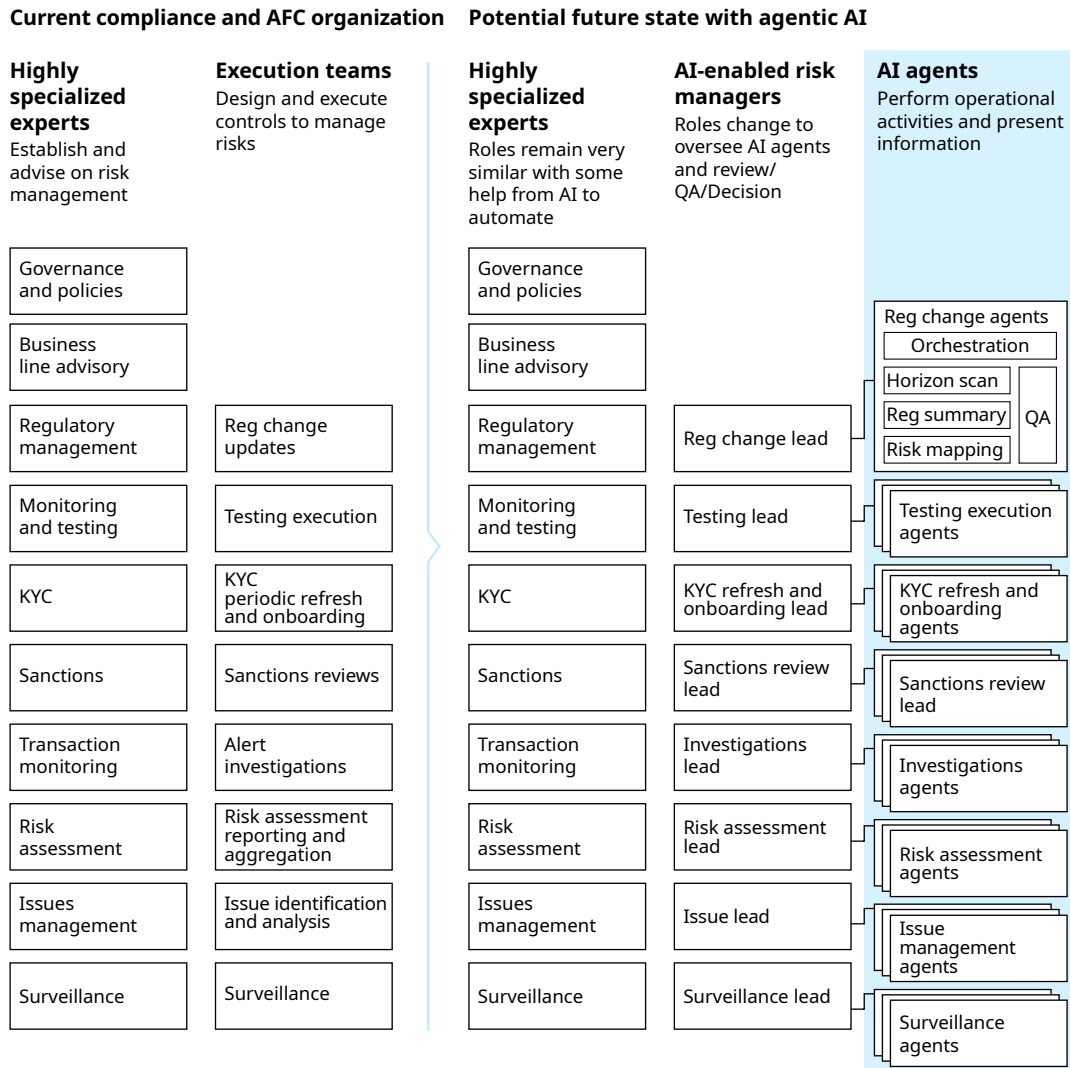 Current compliance and AFC organization
Potential future state with agentic AI
Highly
specialized
experts
Establish and
advise on risk
management
Execution teams
Design and execute
controls to manage
risks
Highly
specialized
experts
Roles remain very
similar with some
help from AI to
automate
AI-enabled risk
managers
Roles change to
oversee AI agents
and review/
QA/Decision
AI agents
Perform operational
activities and present
information
Governance
and policies
Business
line advisory
Regulatory
management
Monitoring
and testing
KYC
Sanctions
Transaction
monitoring
Risk
assessment
Issues
management
Surveillance
Reg change
updates
Testing execution
KYC
periodic refresh
and onboarding
Sanctions reviews
Alert
investigations
Risk assessment
reporting and
aggregation
Issue identification
and analysis
Surveillance
Governance
and policies
Business
line advisory
Regulatory
management
Monitoring
and testing
KYC
Sanctions
Transaction
monitoring
Risk
assessment
Issues
management
Surveillance
Reg change lead
Testing lead
KYC refresh and
onboarding lead
Sanctions review
lead
Investigations
lead
Risk assessment
lead
Issue lead
Surveillance lead
Reg change agents
Orchestration
Horizon scan
Reg summary
Risk mapping
QA
Testing execution
agents
KYC refresh and
onboarding
agents
Sanctions review
lead
Investigations
agents
Risk assessment
agents
Issue
management
agents
Surveillance
agents